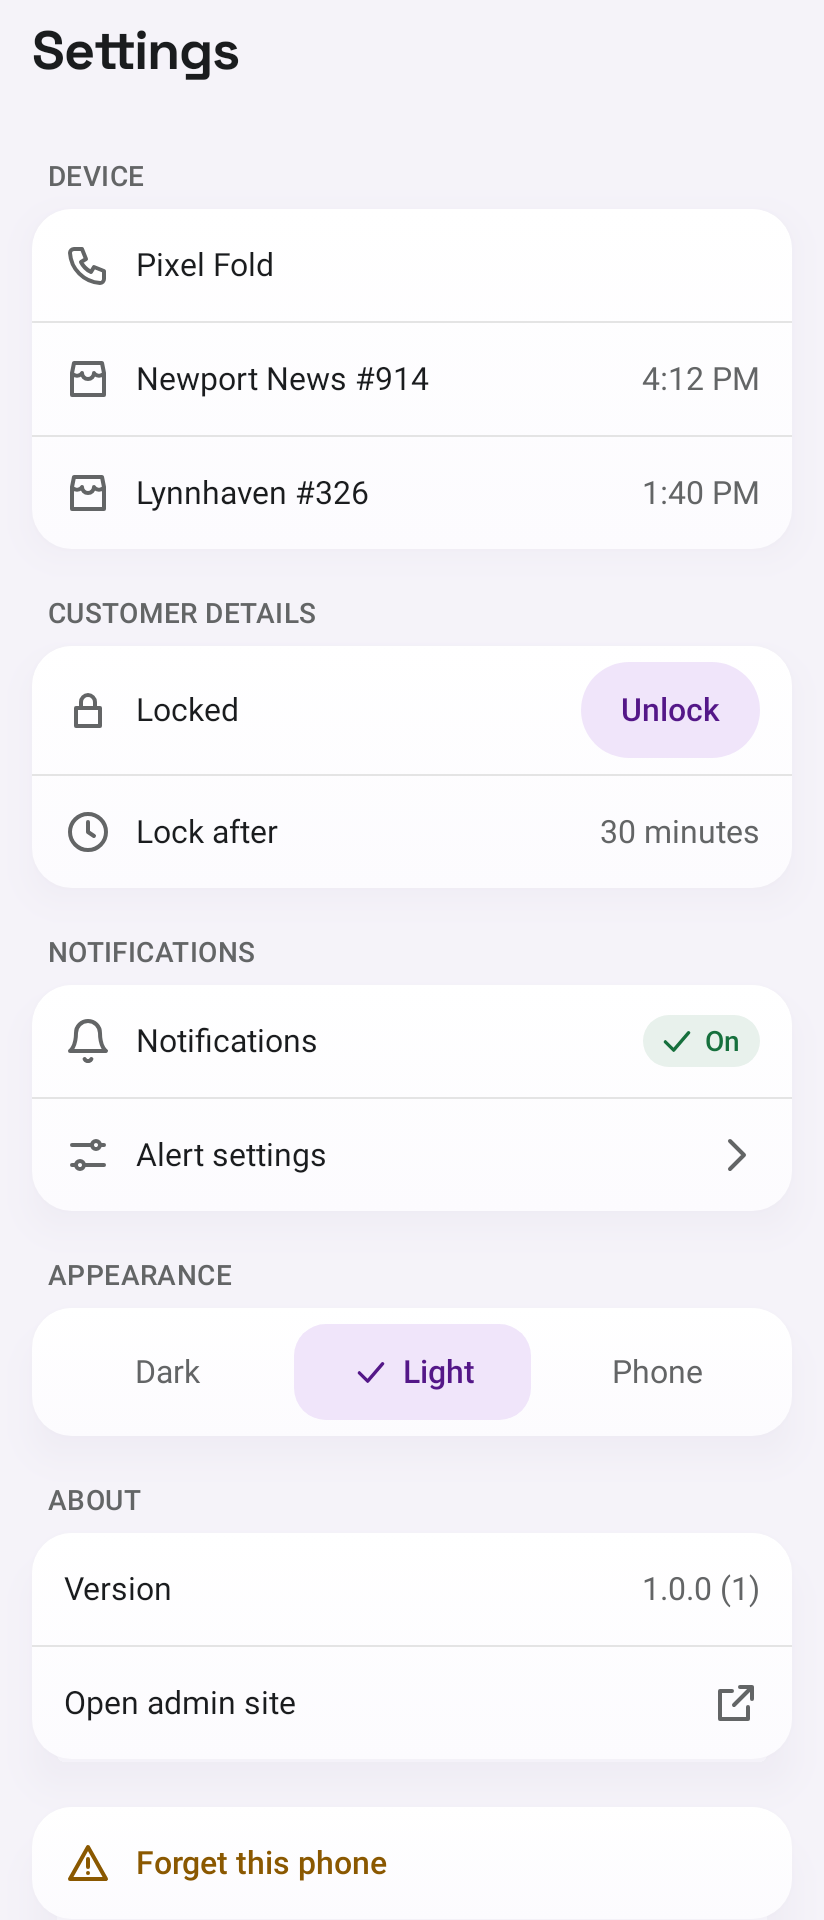 Settings
DEVICE
Pixel Fold
Newport News #914 4:12 PM
Lynnhaven #326 1:40 PM
CUSTOMER DETAILS
Locked Unlock
Lock after 30 minutes
NOTIFICATIONS
Notifications On
Alert settings
APPEARANCE
Dark Light Phone
ABOUT
Version 1.0.0 (1)
Open admin site
Forget this phone